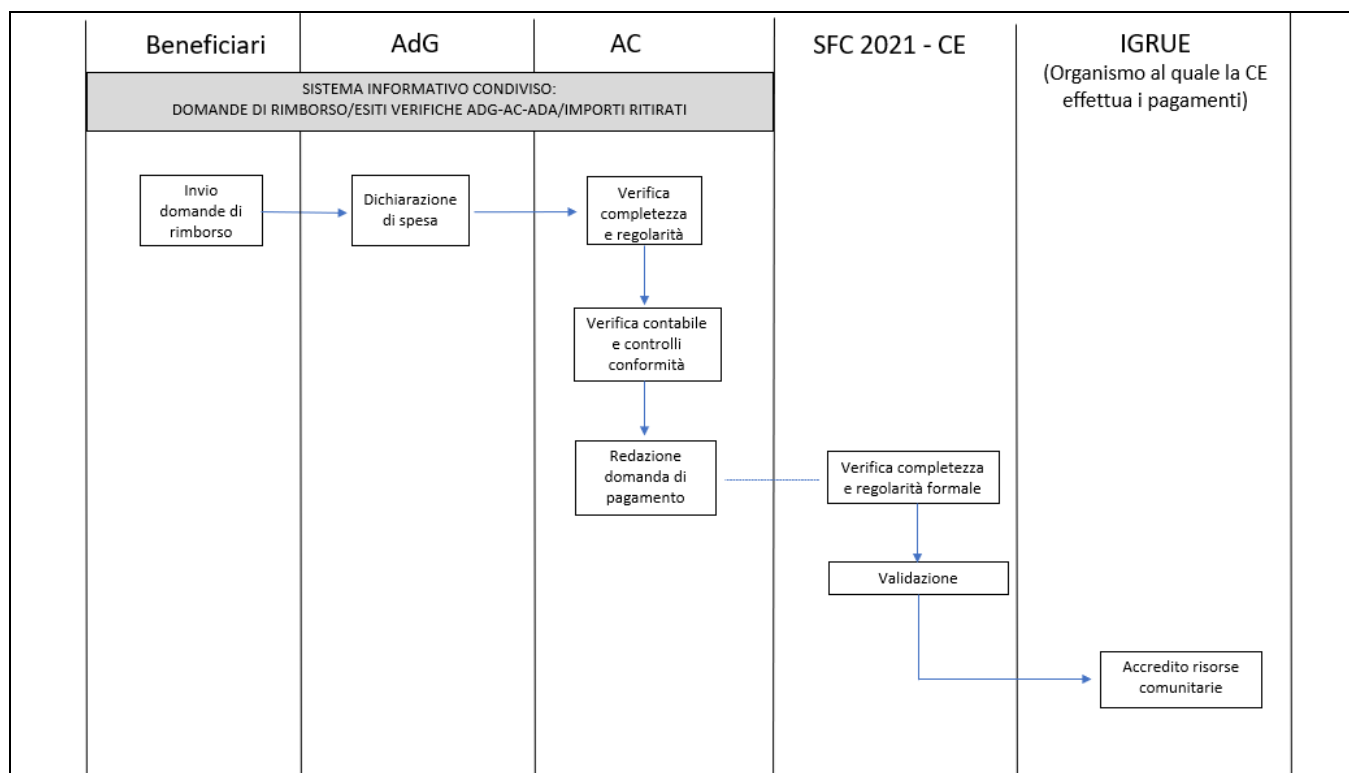 Beneficiari
AdG
AC
SFC 2021 - CE
IGRUE
(Organismo al quale la CE
effettua i pagamenti)
SISTEMA INFORMATIVO CONDIVISO:
DOMANDE DI RIMBORSO/ESITI VERIFICHE ADG-AC-ADA/IMPORTI RITIRATI
Invio
domande di
rimborso
Dichiarazione
di spesa
Verifica
completezza
e regolarità
Verifica contabile
e controlli
conformità
Redazione
domanda di
pagamento
Verifica completezza
e regolarità formale
Validazione
Accredito risorse
comunitarie